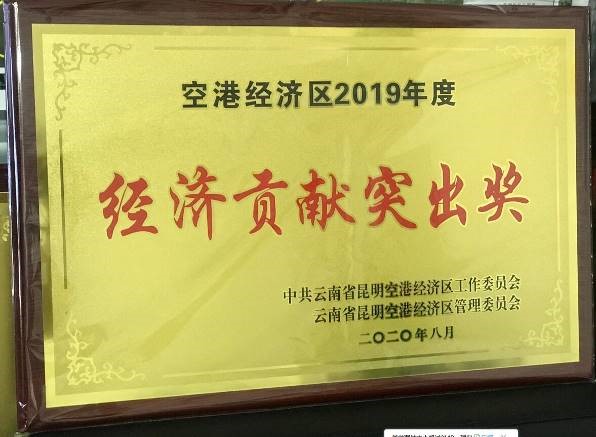 空港经济区2019年度
经济贡献突出奖
中共云南省昆明空港经济区工作委员会
云南省昆明空港经济区管理委员会
二〇二〇年八月